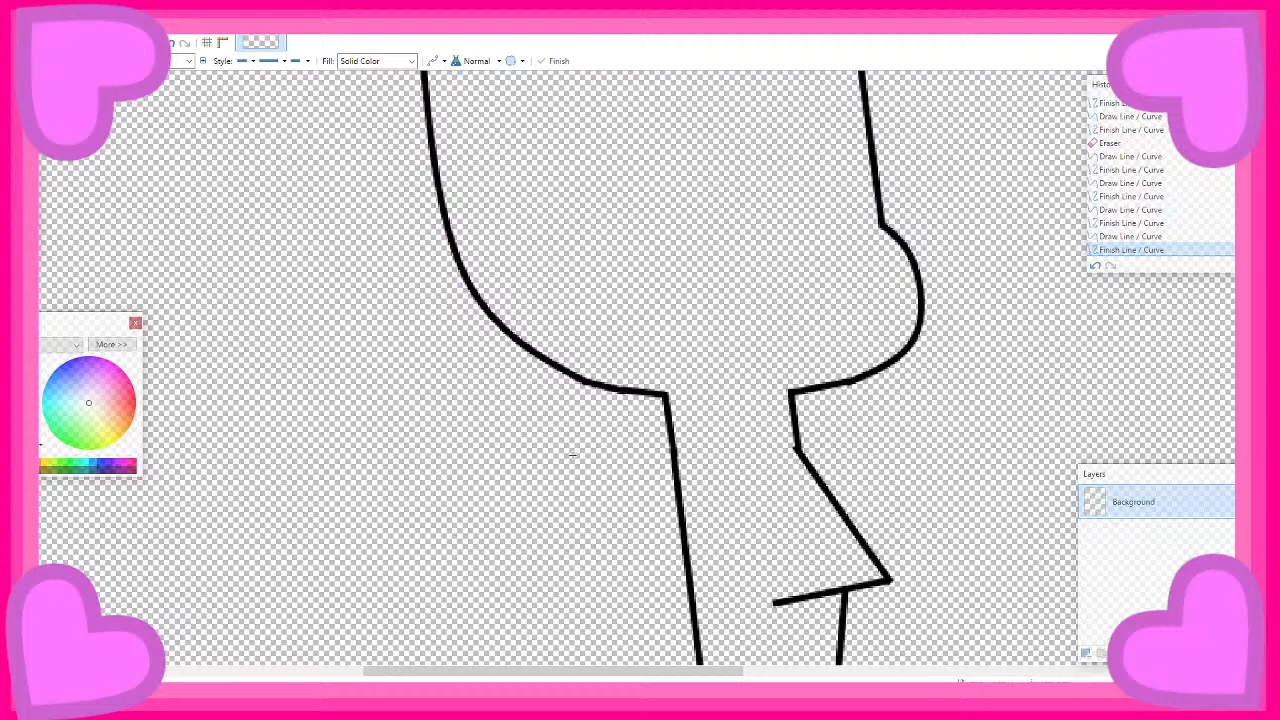 Style:
Fill:
Solid Color
Normal
Finish
Histo
Finish L
Draw Line / Curve
Finish Line / Curve
Eraser
Draw Line / Curve
Finish Line / Curve
Draw Line / Curve
Finish Line / Curve
Draw Line / Curve
Finish Line / Curve
Draw Line / Curve
Finish Line / Curve
More >>
Layers
Background